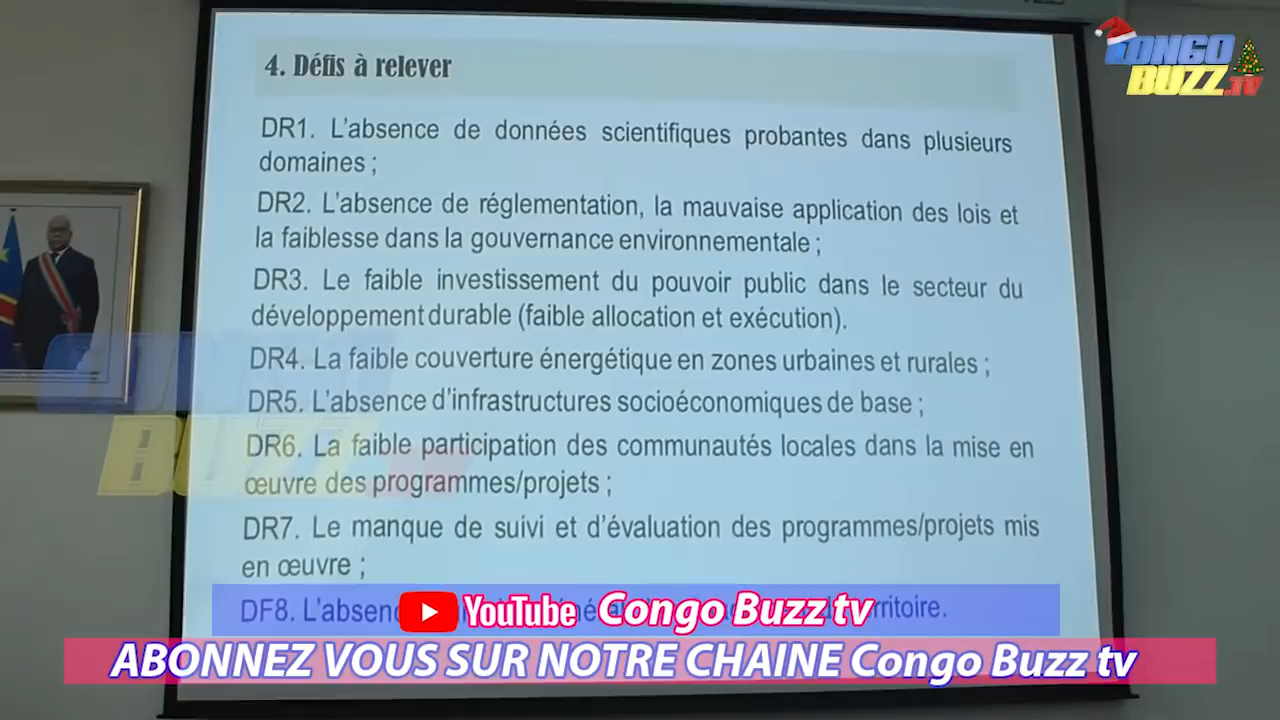 CONGO
BUZZ.TV
4. Défis à relever
DR1. L'absence de données scientifiques probantes dans plusieurs
domaines ;
DR2. L'absence de réglementation, la mauvaise application des lois et
la faiblesse dans la gouvernance environnementale ;
DR3. Le faible investissement du pouvoir public dans le secteur du
développement durable (faible allocation et exécution).
DR4. La faible couverture énergétique en zones urbaines et rurales ;
DR5. L'absence d'infrastructures socioéconomiques de base ;
DR6. La faible participation des communautés locales dans la mise en
œuvre des programmes/projets ;
DR7. Le manque de suivi et d'évaluation des programmes/projets mis
en œuvre ;
DF8. territoire.
YouTube Congo Buzz tv
ABONNEZ VOUS SUR NOTRE CHAINE Congo Buzz tv